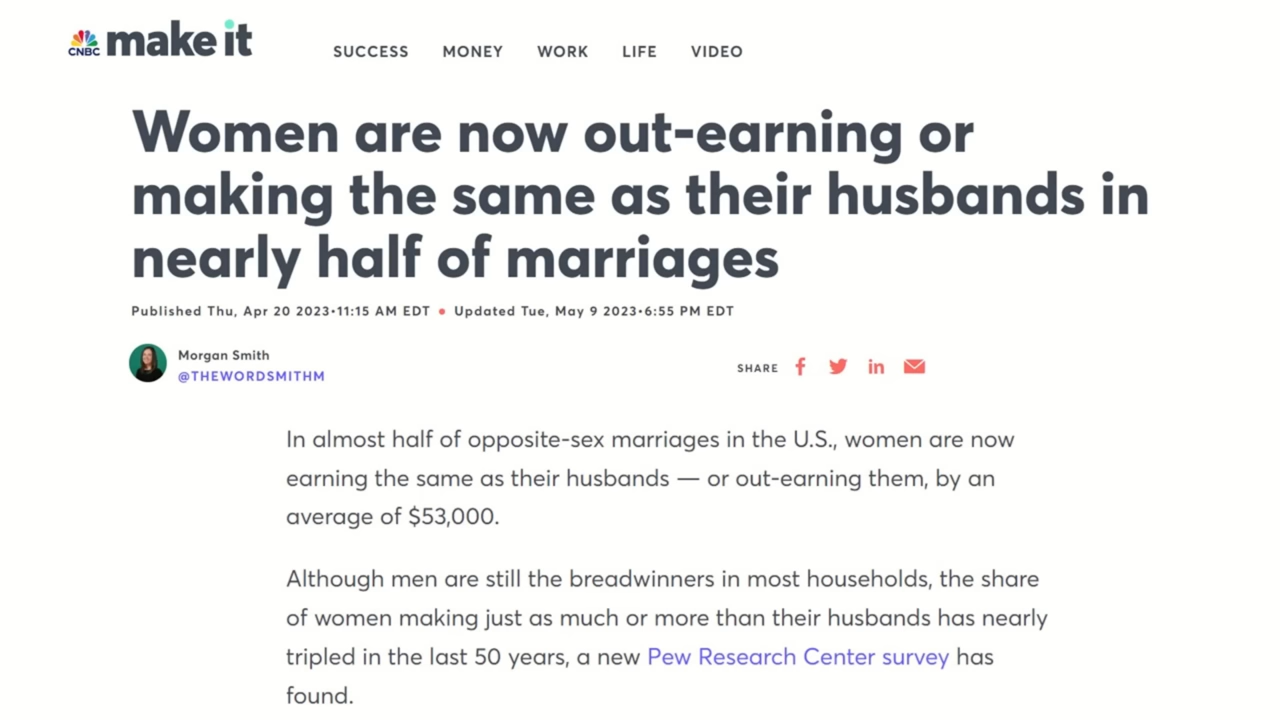 CNBC make it
SUCCESS MONEY WORK LIFE VIDEO
Women are now out-earning or
making the same as their husbands in
nearly half of marriages
Published Thu, Apr 20 2023•11:15 AM EDT • Updated Tue, May 9 2023•6:55 PM EDT
Morgan Smith
@THEWORDSMITHM
SHARE
In almost half of opposite-sex marriages in the U.S., women are now
earning the same as their husbands — or out-earning them, by an
average of $53,000.
Although men are still the breadwinners in most households, the share
of women making just as much or more than their husbands has nearly
tripled in the last 50 years, a new Pew Research Center survey has
found.